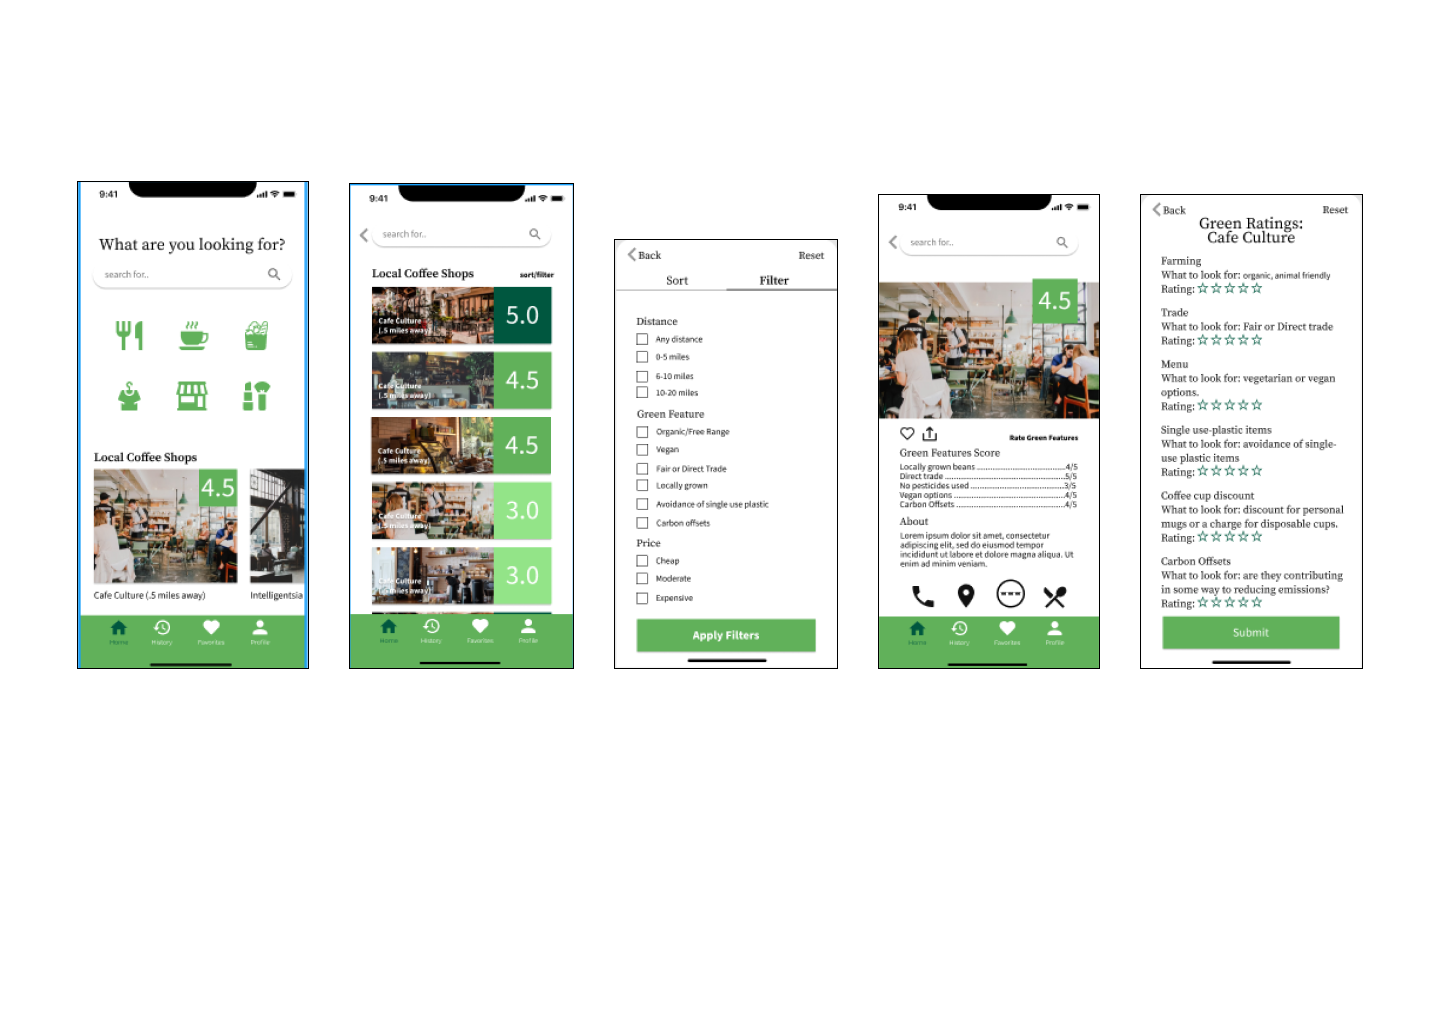 9:41
What are you looking for?
search for..
Local Coffee Shops
4.5
Cafe Culture (.5 miles away)
Intelligentsia
Home
History
Favorites
Profile
9:41
search for..
Local Coffee Shops
sort/filter
Cafe Culture
(.5 miles away)
5.0
Cafe Culture
(.5 miles away)
4.5
Cafe Culture
(.5 miles away)
4.5
Cafe Culture
(.5 miles away)
3.0
Cafe Culture
(.5 miles away)
3.0
Home
History
Favorites
Profile
Back
Reset
Sort
Filter
Distance
Any distance
0-5 miles
6-10 miles
10-20 miles
Green Feature
Organic/Free Range
Vegan
Fair or Direct Trade
Locally grown
Avoidance of single use plastic
Carbon offsets
Price
Cheap
Moderate
Expensive
Apply Filters
9:41
search for..
4.5
Rate Green Features
Green Features Score
Locally grown beans ....................................4/5
Direct trade .................................................5/5
No pesticides used ......................................3/5
Vegan options .............................................4/5
Carbon Offsets .............................................4/5
About
Lorem ipsum dolor sit amet, consectetur
adipiscing elit, sed do eiusmod tempor
incididunt ut labore et dolore magna aliqua. Ut
enim ad minim veniam.
Home
History
Favorites
Profile
Back
Reset
Green Ratings:
Cafe Culture
Farming
What to look for: organic, animal friendly
Rating:
Trade
What to look for: Fair or Direct trade
Rating:
Menu
What to look for: vegetarian or vegan
options.
Rating:
Single use-plastic items
What to look for: avoidance of single-
use plastic items
Rating:
Coffee cup discount
What to look for: discount for personal
mugs or a charge for disposable cups.
Rating:
Carbon Offsets
What to look for: are they contributing
in some way to reducing emissions?
Rating:
Submit